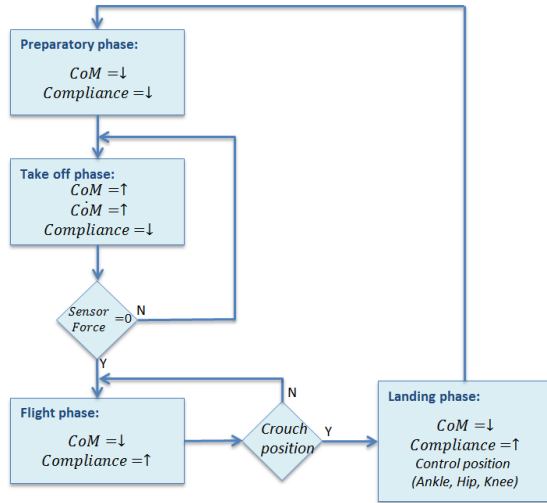 Preparatory phase:
CoM =↓
Compliance =↓
Take off phase:
CoM =↑
CȯM =↑
Compliance =↓
Sensor
Force =0
N
Y
Flight phase:
CoM =↓
Compliance =↑
N
Crouch
position
Y
Landing phase:
CoM =↓
Compliance =↑
Control position
(Ankle, Hip, Knee)